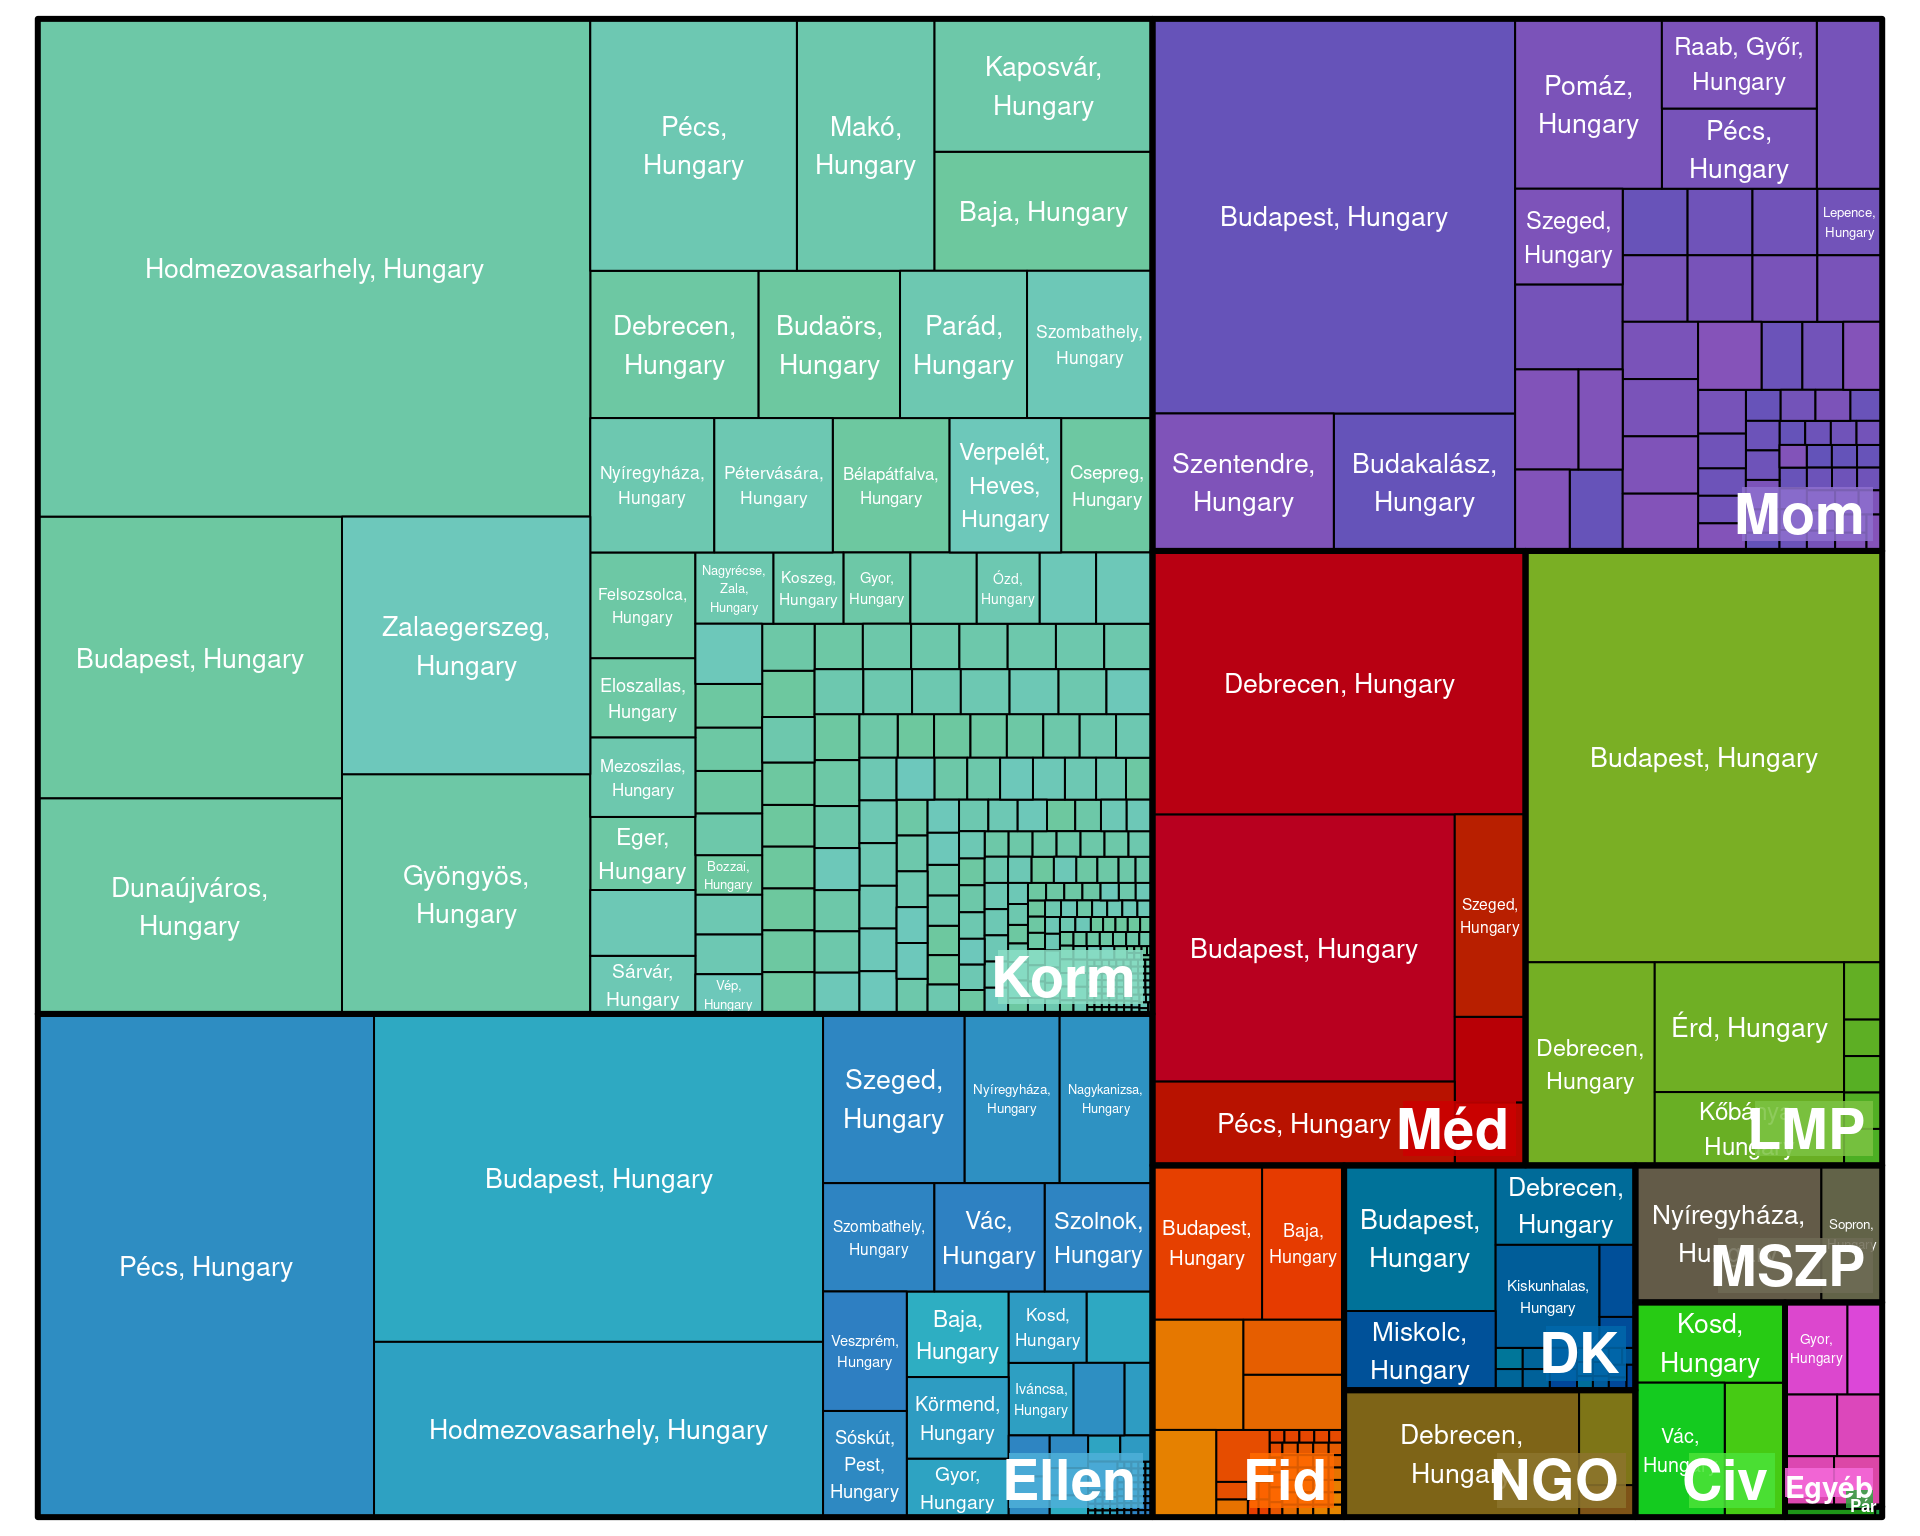 Hodmezovasarhely, Hungary
Pécs,
Hungary
Makó,
Hungary
Kaposvár,
Hungary
Baja, Hungary
Debrecen,
Hungary
Budaörs,
Hungary
Parád,
Hungary
Szombathely,
Hungary
Nyíregyháza,
Hungary
Pétervására,
Hungary
Bélapátfalva,
Hungary
Verpelét,
Heves,
Hungary
Csepreg,
Hungary
Budapest, Hungary
Zalaegerszeg,
Hungary
Dunaújváros,
Hungary
Gyöngyös,
Hungary
Felsozsolca,
Hungary
Nagyrécse,
Zala,
Hungary
Koszeg,
Hungary
Gyor,
Hungary
Ózd,
Hungary
Eloszallas,
Hungary
Mezoszilas,
Hungary
Eger,
Hungary
Bozzai,
Hungary
Sárvár,
Hungary
Vép,
Hungary
Korm
Budapest, Hungary
Pomáz,
Hungary
Raab, Győr,
Hungary
Pécs,
Hungary
Szeged,
Hungary
Lepence,
Hungary
Szentendre,
Hungary
Budakalász,
Hungary
Mom
Debrecen, Hungary
Budapest, Hungary
Szeged,
Hungary
Pécs, Hungary
Méd
Budapest, Hungary
Debrecen,
Hungary
Érd, Hungary
LMP
Pécs, Hungary
Budapest, Hungary
Hodmezovasarhely, Hungary
Szeged,
Hungary
Nyíregyháza,
Hungary
Nagykanizsa,
Hungary
Szombathely,
Hungary
Vác,
Hungary
Szolnok,
Hungary
Veszprém,
Hungary
Baja,
Hungary
Kosd,
Hungary
Körmend,
Hungary
Iváncsa,
Hungary
Sóskút,
Pest,
Hungary
Gyor,
Hungary
Ellen
Budapest,
Hungary
Baja,
Hungary
Fid
Budapest,
Hungary
Debrecen,
Hungary
Kiskunhalas,
Hungary
Miskolc,
Hungary
DK
Debrecen,
Hungary
NGO
Nyíregyháza,
Sopron,
MSZP
Kosd,
Hungary
Vác,
Hungary
Civ
Gyor,
Hungary
Egyéb
Pár